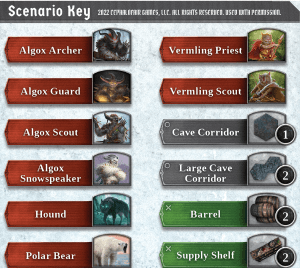 Scenario Key
2022 CEPHALOFAIR GAMES, LLC. ALL RIGHTS RESERVED. USED WITH PERMISSION.
Algox Archer
Algox Guard
Algox Scout
Algox
Snowspeaker
Hound
Polar Bear
Vermling Priest
Vermling Scout
Cave Corridor
1
Large Cave
Corridor
2
Barrel
2
Supply Shelf
2